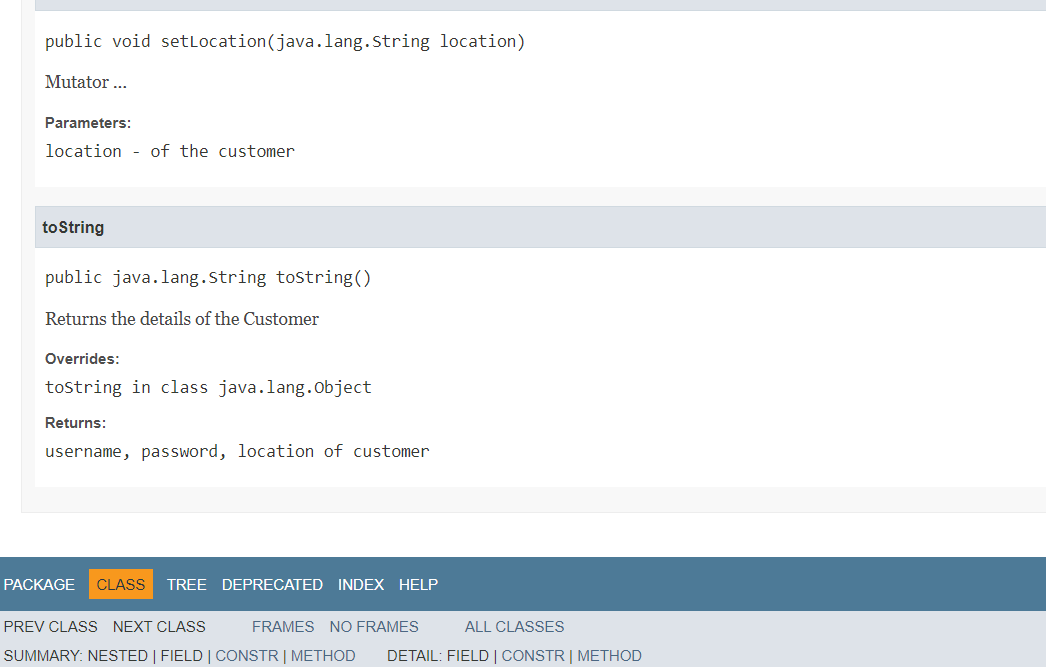 public void setLocation(java.lang.String location)
Mutator ...
Parameters:
location - of the customer
toString
public java.lang.String toString()
Returns the details of the Customer
Overrides:
toString in class java.lang.Object
Returns:
username, password, location of customer
PACKAGE CLASS TREE DEPRECATED INDEX HELP
PREV CLASS NEXT CLASS FRAMES NO FRAMES ALL CLASSES
SUMMARY: NESTED | FIELD | CONSTR | METHOD DETAIL: FIELD | CONSTR | METHOD